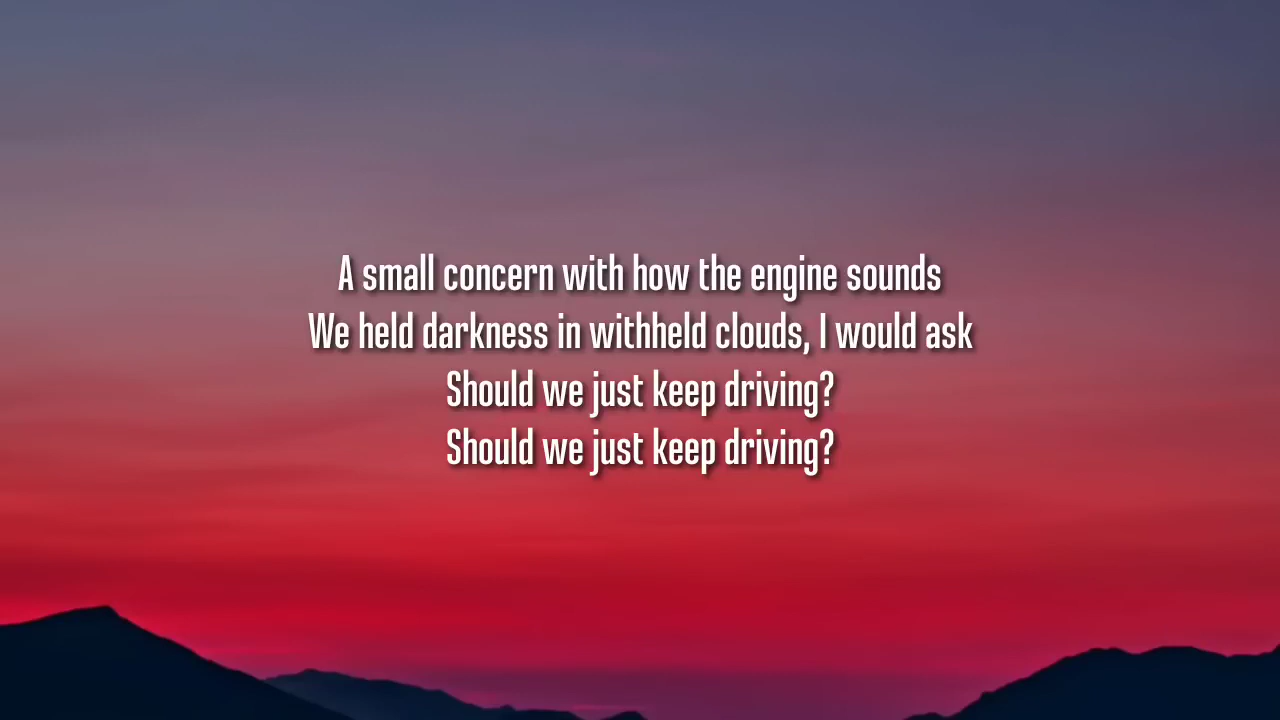 A small concern with how the engine sounds
We held darkness in withheld clouds, I would ask
Should we just keep driving?
Should we just keep driving?